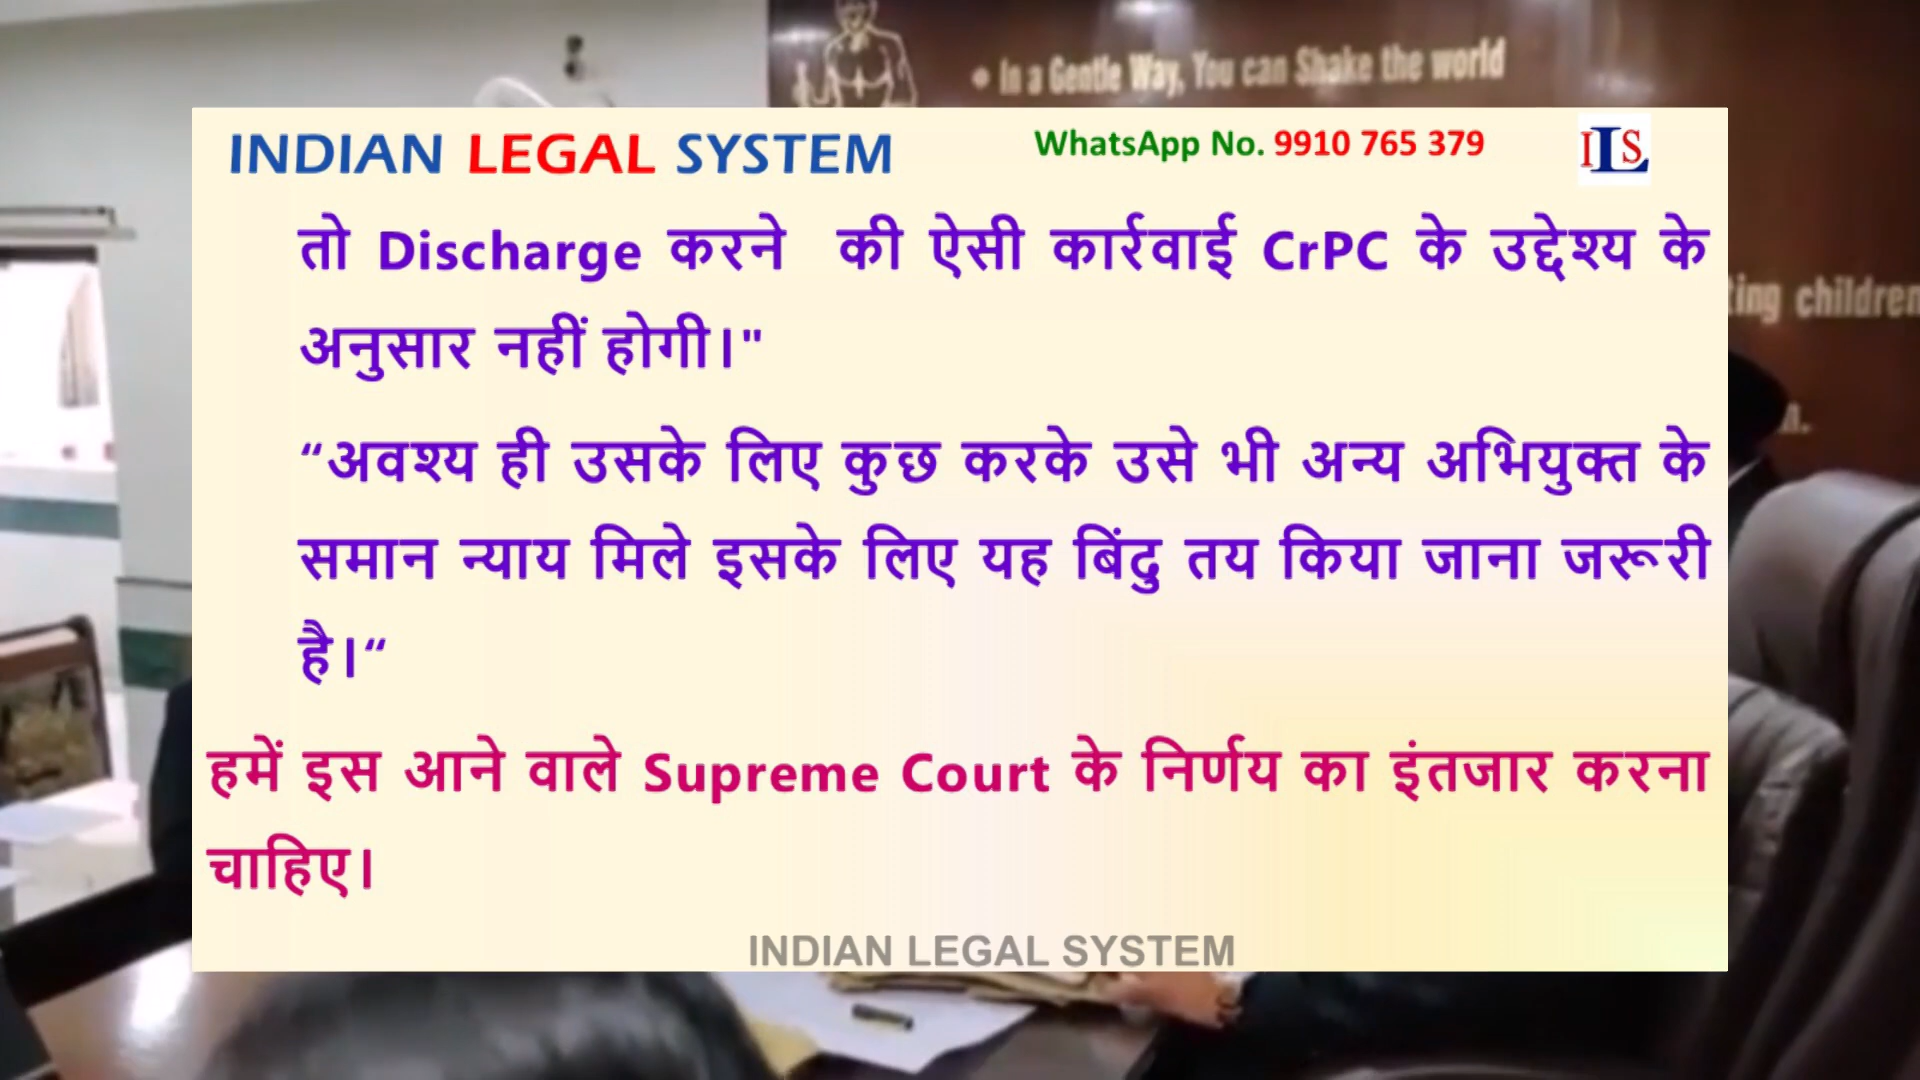 • In a Gentle Way, You can Shake the world
INDIAN LEGAL SYSTEM
WhatsApp No. 9910 765 379
ILS
तो Discharge करने की ऐसी कार्रवाई CrPC के उद्देश्य के
अनुसार नहीं होगी।"
“अवश्य ही उसके लिए कुछ करके उसे भी अन्य अभियुक्त के
समान न्याय मिले इसके लिए यह बिंदु तय किया जाना जरूरी
है।“
हमें इस आने वाले Supreme Court के निर्णय का इंतजार करना
चाहिए।
INDIAN LEGAL SYSTEM
children